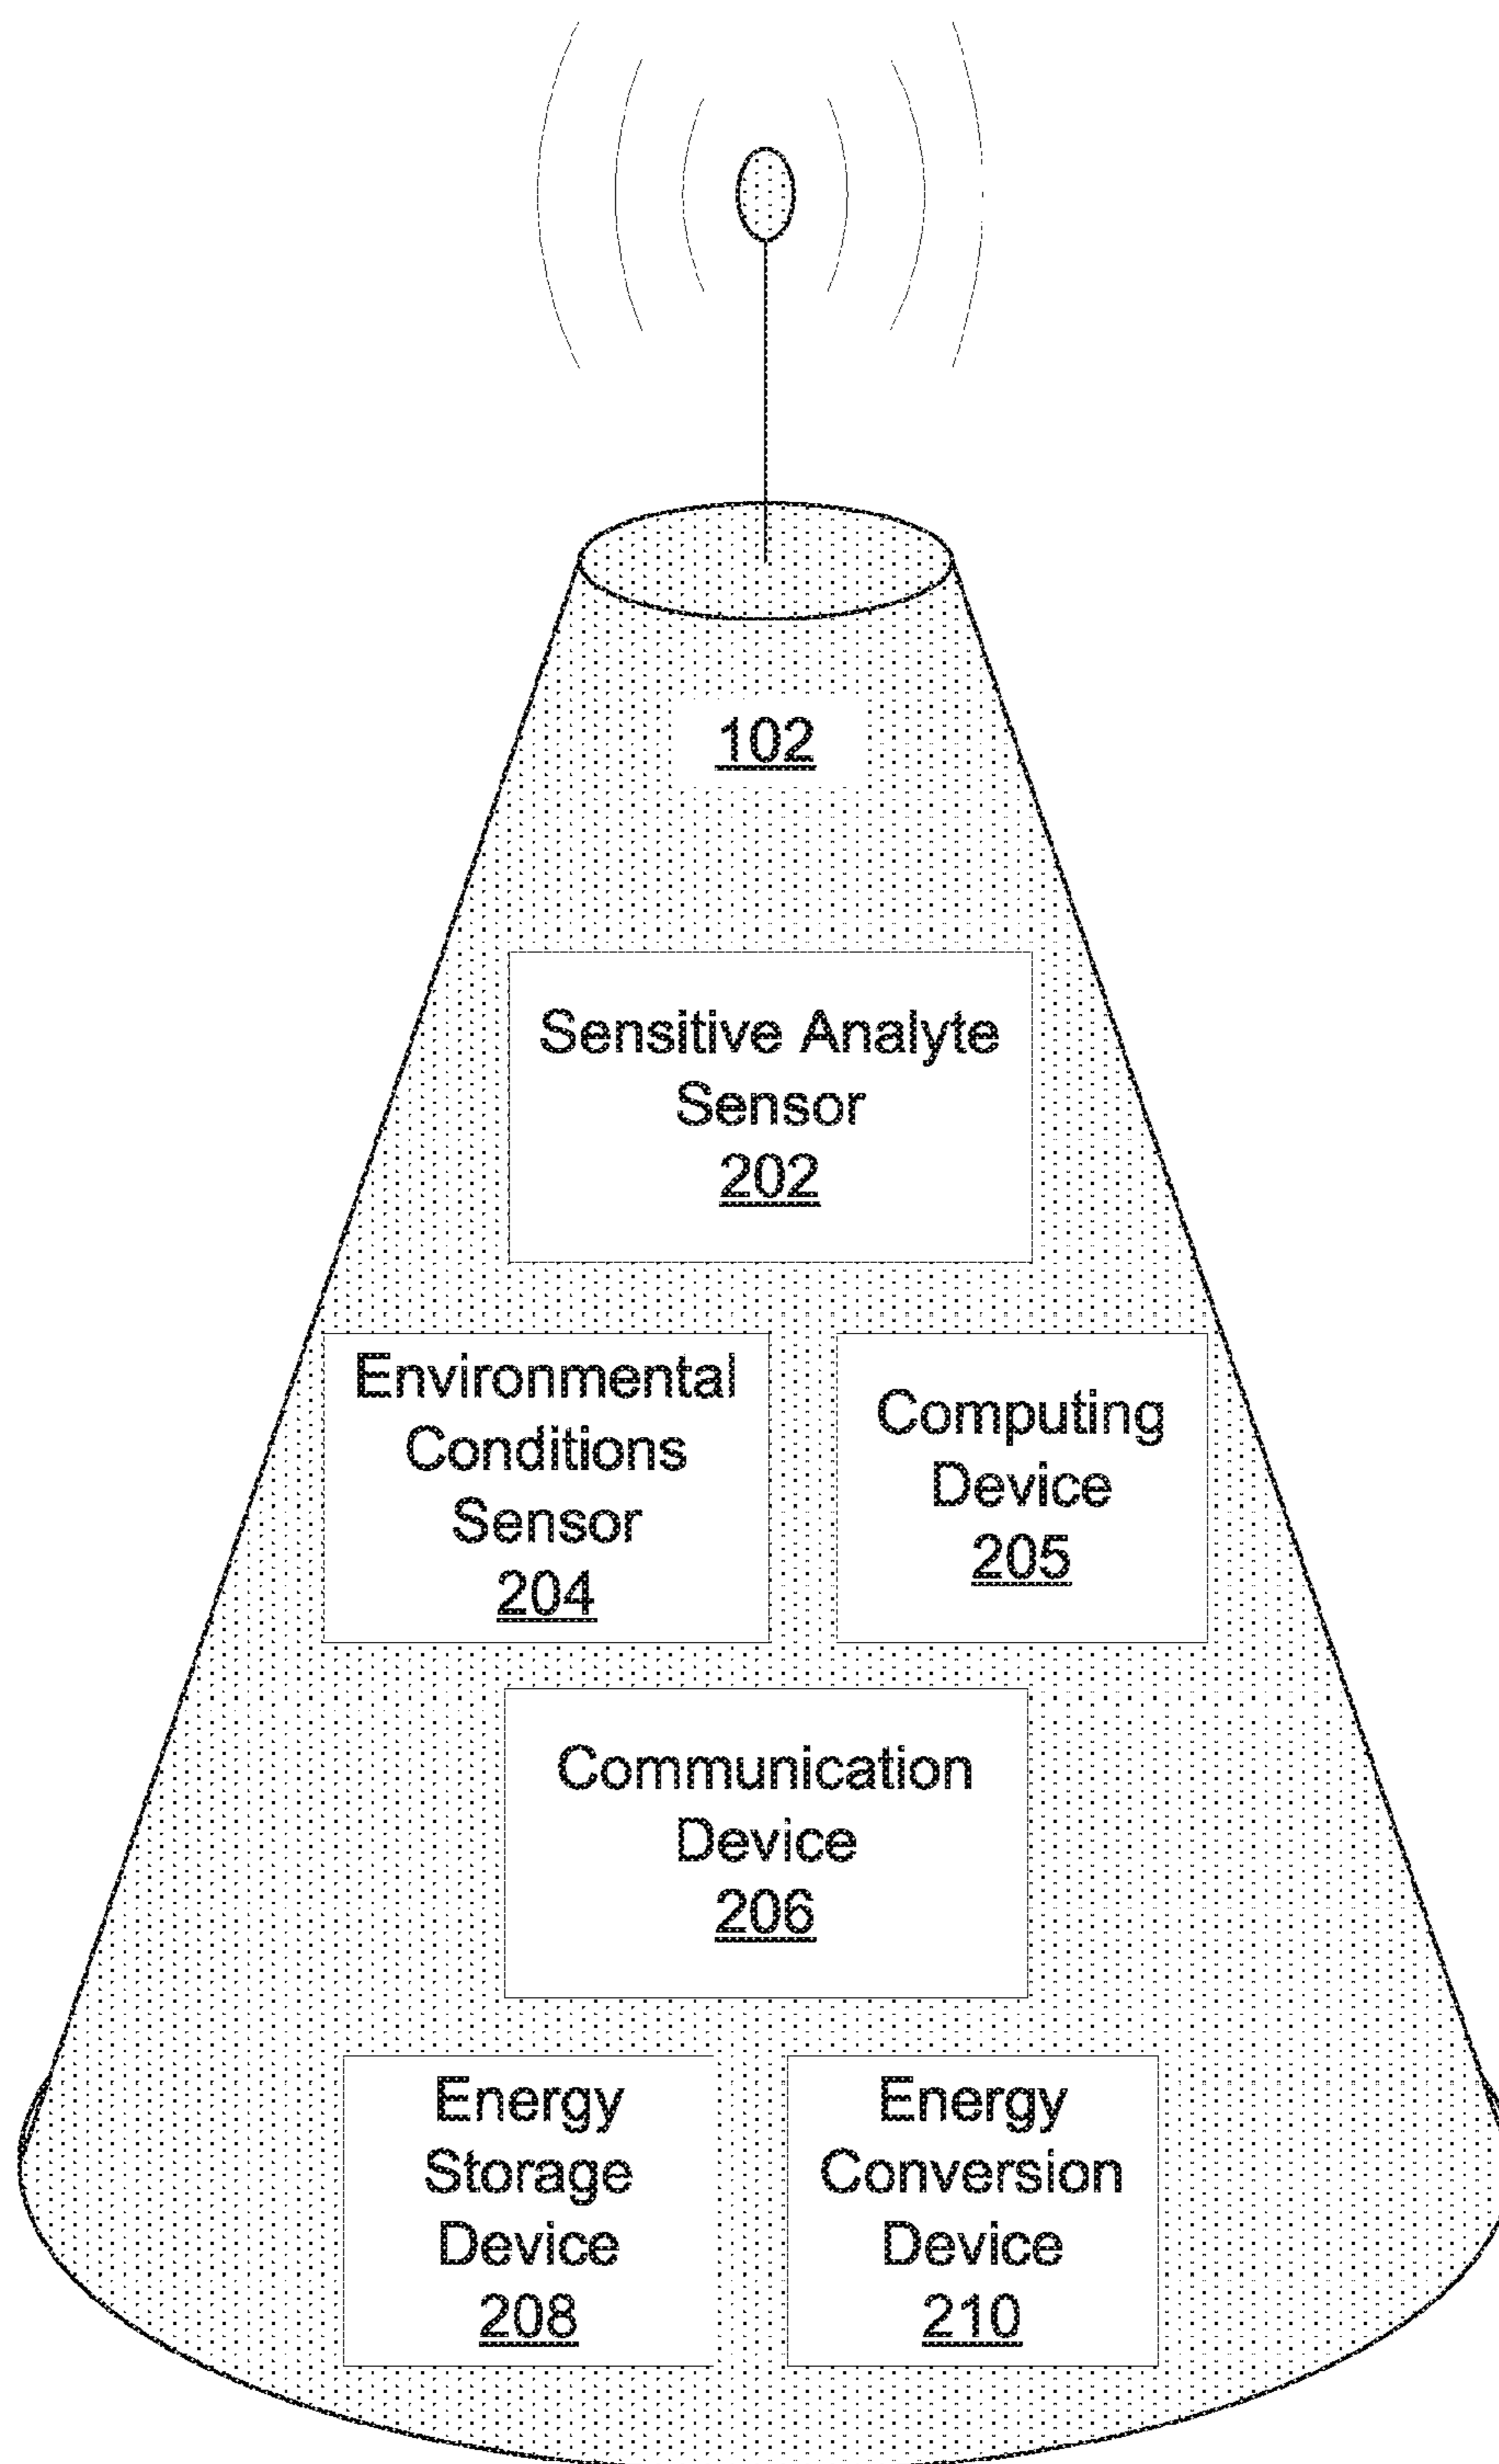 102
Sensitive Analyte
Sensor
202
Environmental
Conditions
Sensor
204
Computing
Device
205
Communication
Device
206
Energy
Storage
Device
208
Energy
Conversion
Device
210